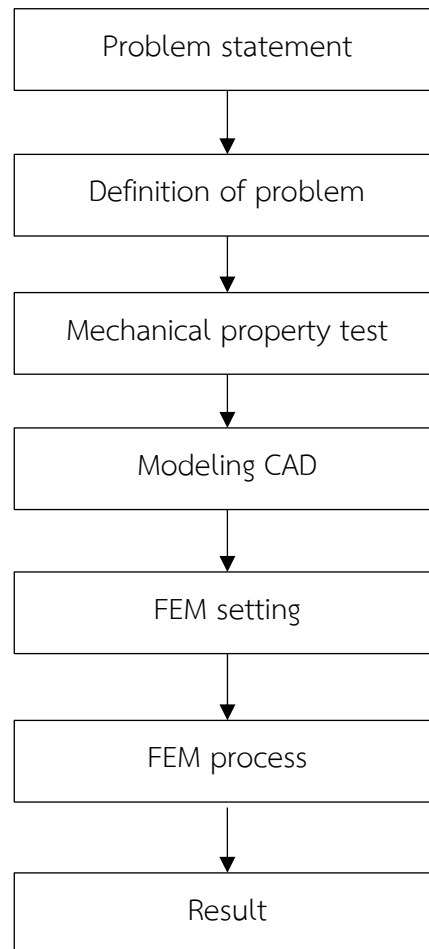 Problem statement
Definition of problem
Mechanical property test
Modeling CAD
FEM setting
FEM process
Result